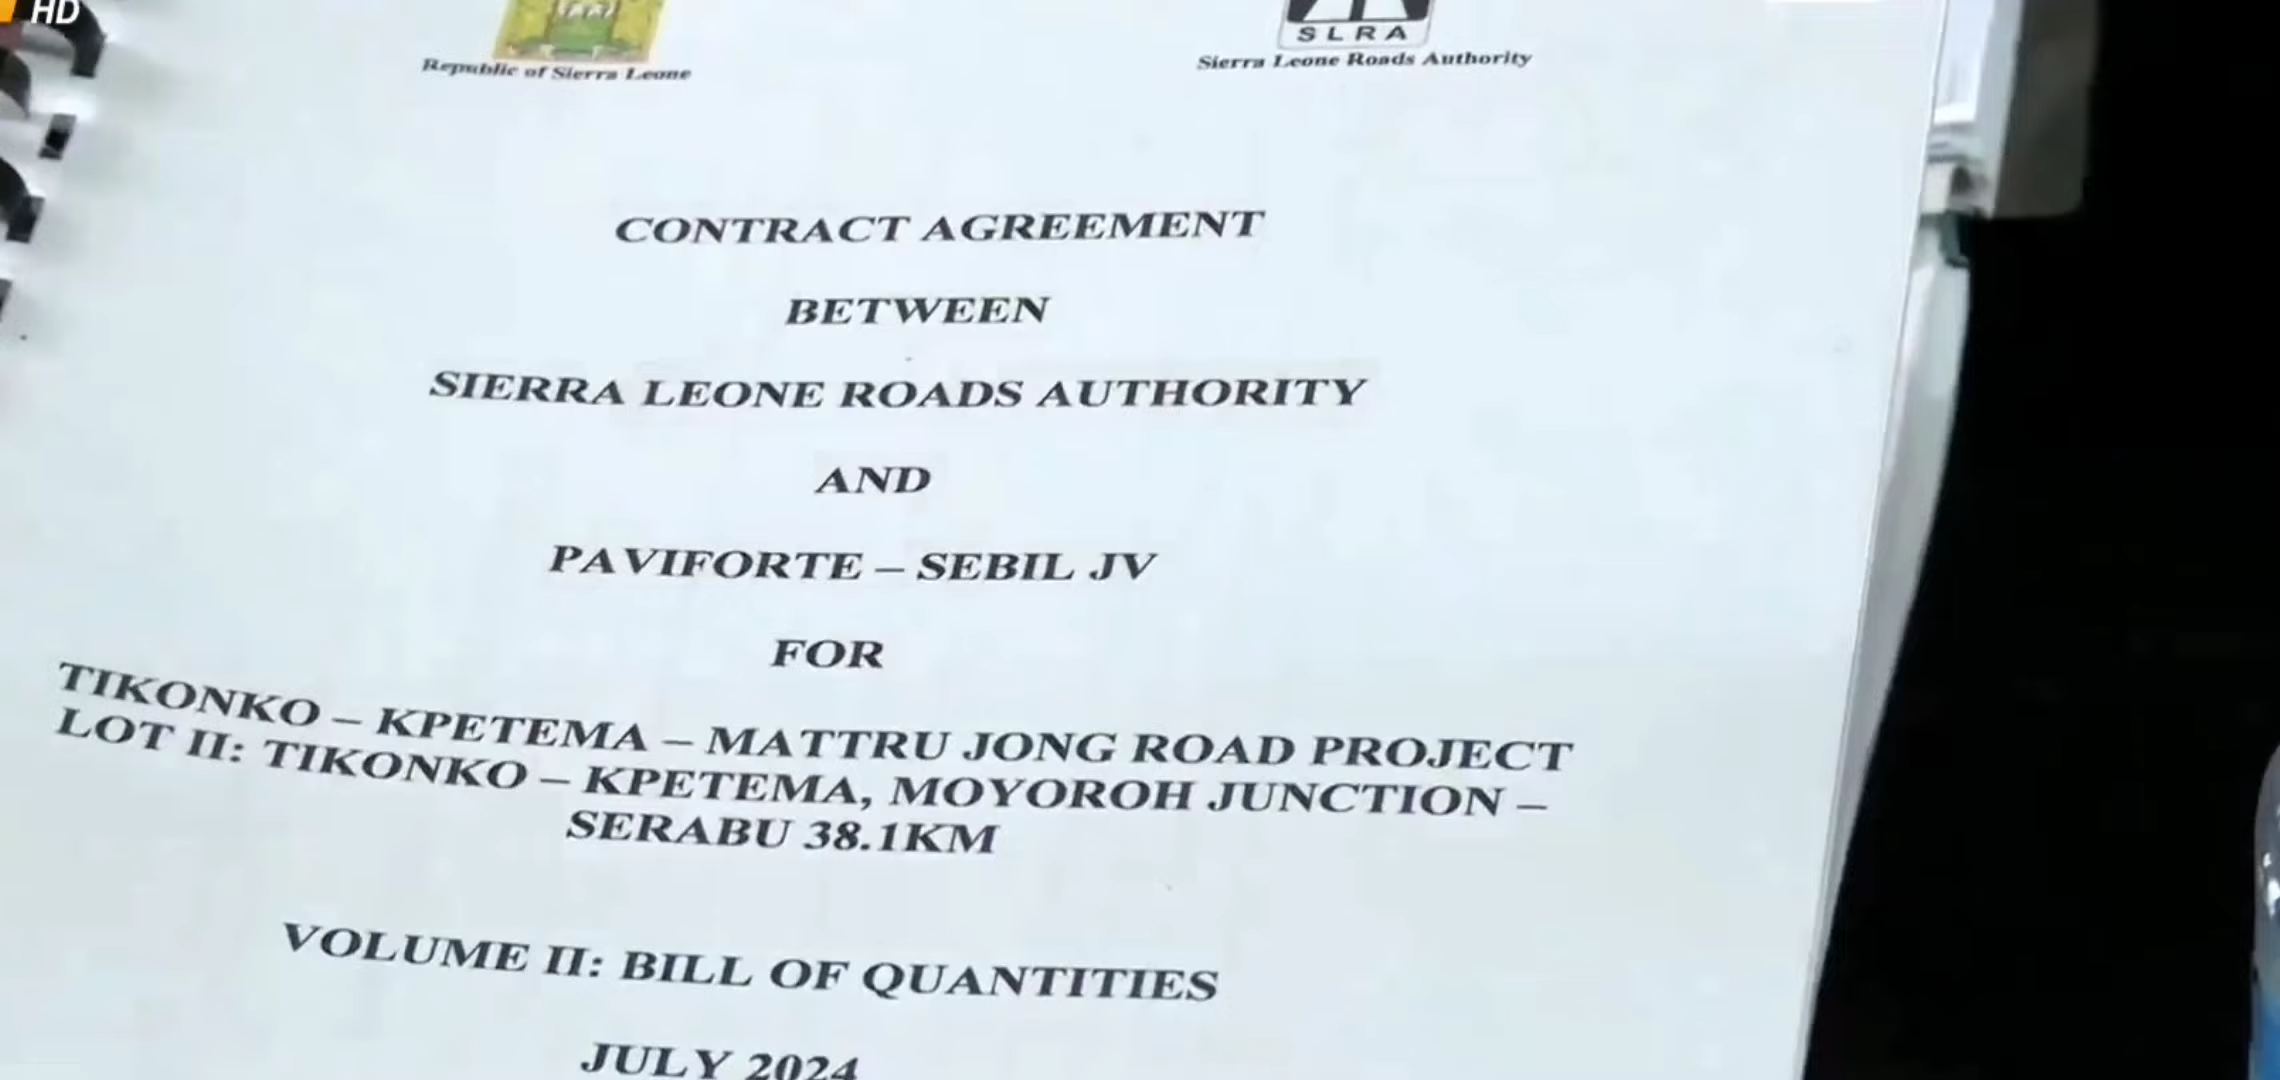 HD
SLRA
Republic of Sierra Leone
Sierra Leone Roads Authority
CONTRACT AGREEMENT
BETWEEN
SIERRA LEONE ROADS AUTHORITY
AND
PAVIFORTE – SEBIL JV
FOR
TIKONKO – KPETEMA – MATTRU JONG ROAD PROJECT
LOT II: TIKONKO – KPETEMA, MOYOROH JUNCTION –
SERABU 38.1KM
VOLUME II: BILL OF QUANTITIES
JULY 2024